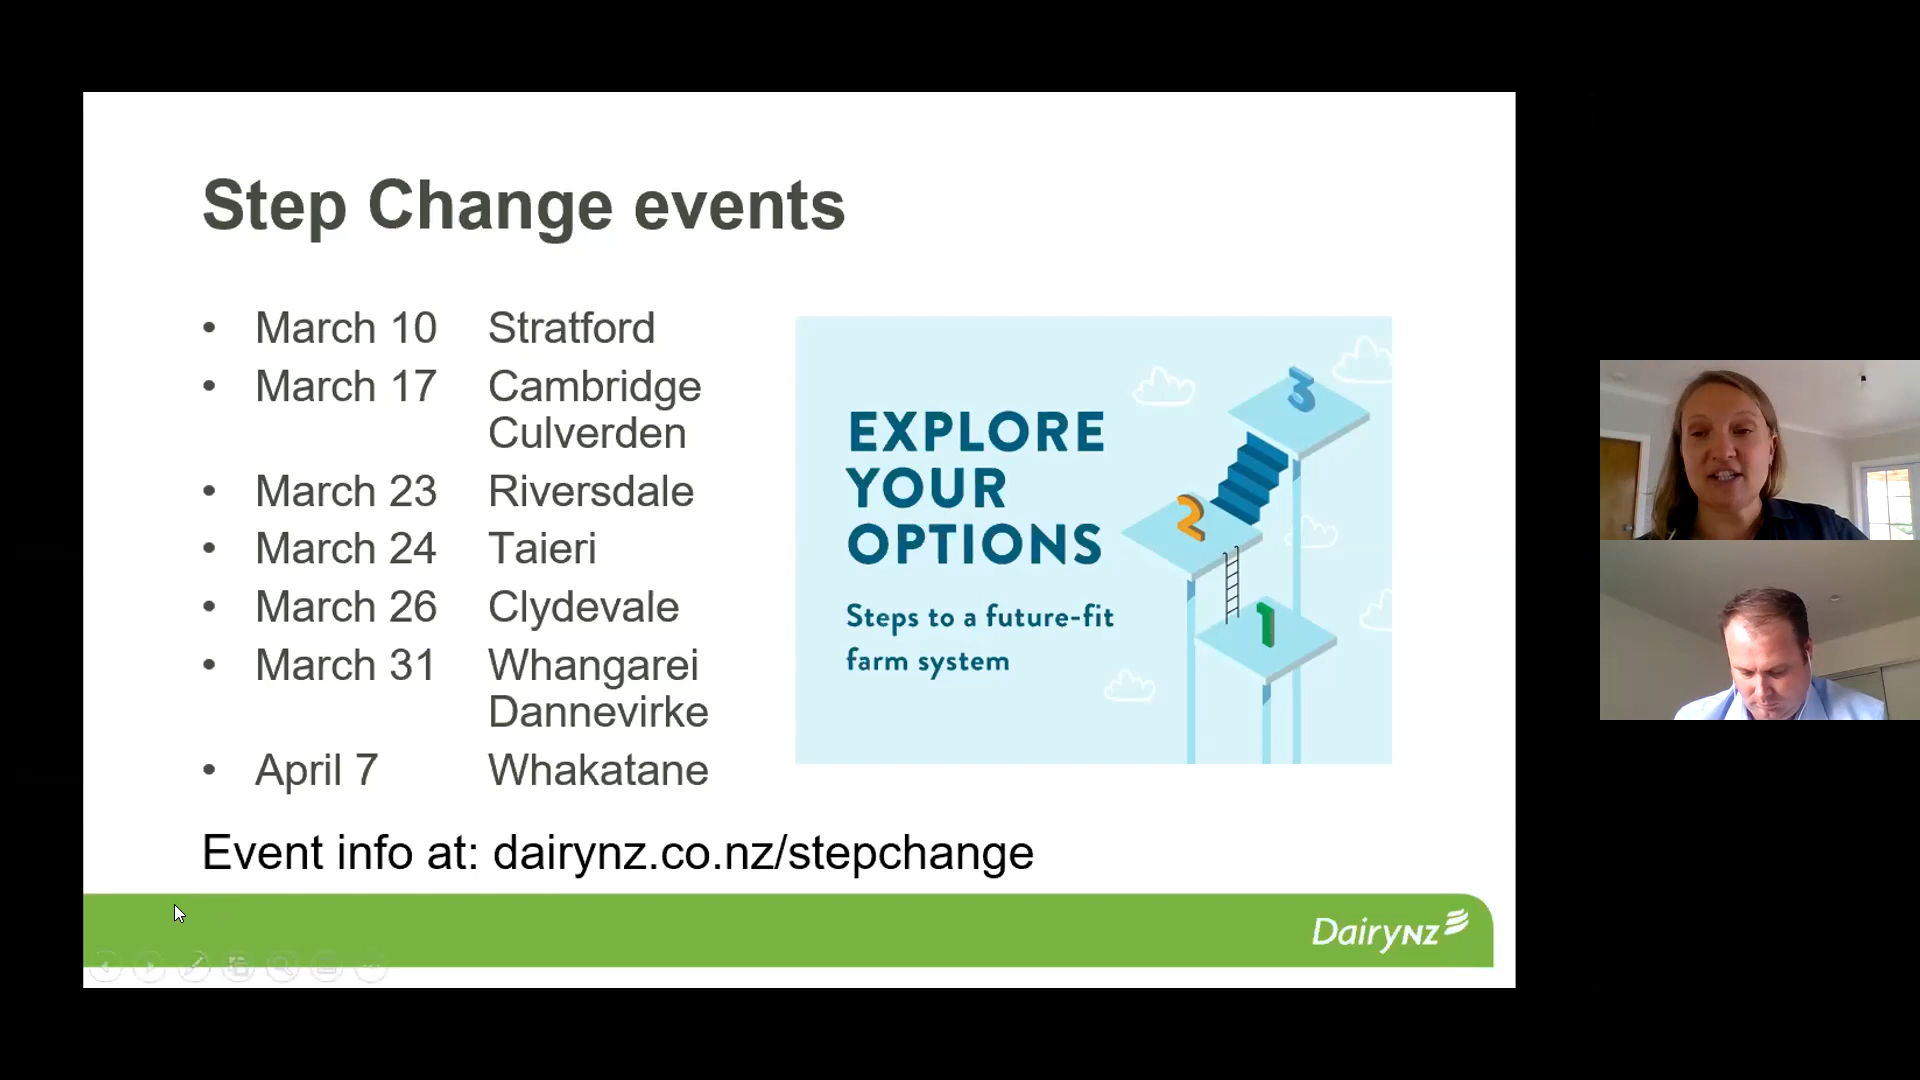 Step Change events
• March 10 Stratford
• March 17 Cambridge
Culverden
• March 23 Riversdale
• March 24 Taieri
• March 26 Clydevale
• March 31 Whangarei
Dannevirke
• April 7 Whakatane
Event info at: dairynz.co.nz/stepchange
EXPLORE
YOUR
OPTIONS
Steps to a future-fit
farm system
3
2
1
DairyNZ